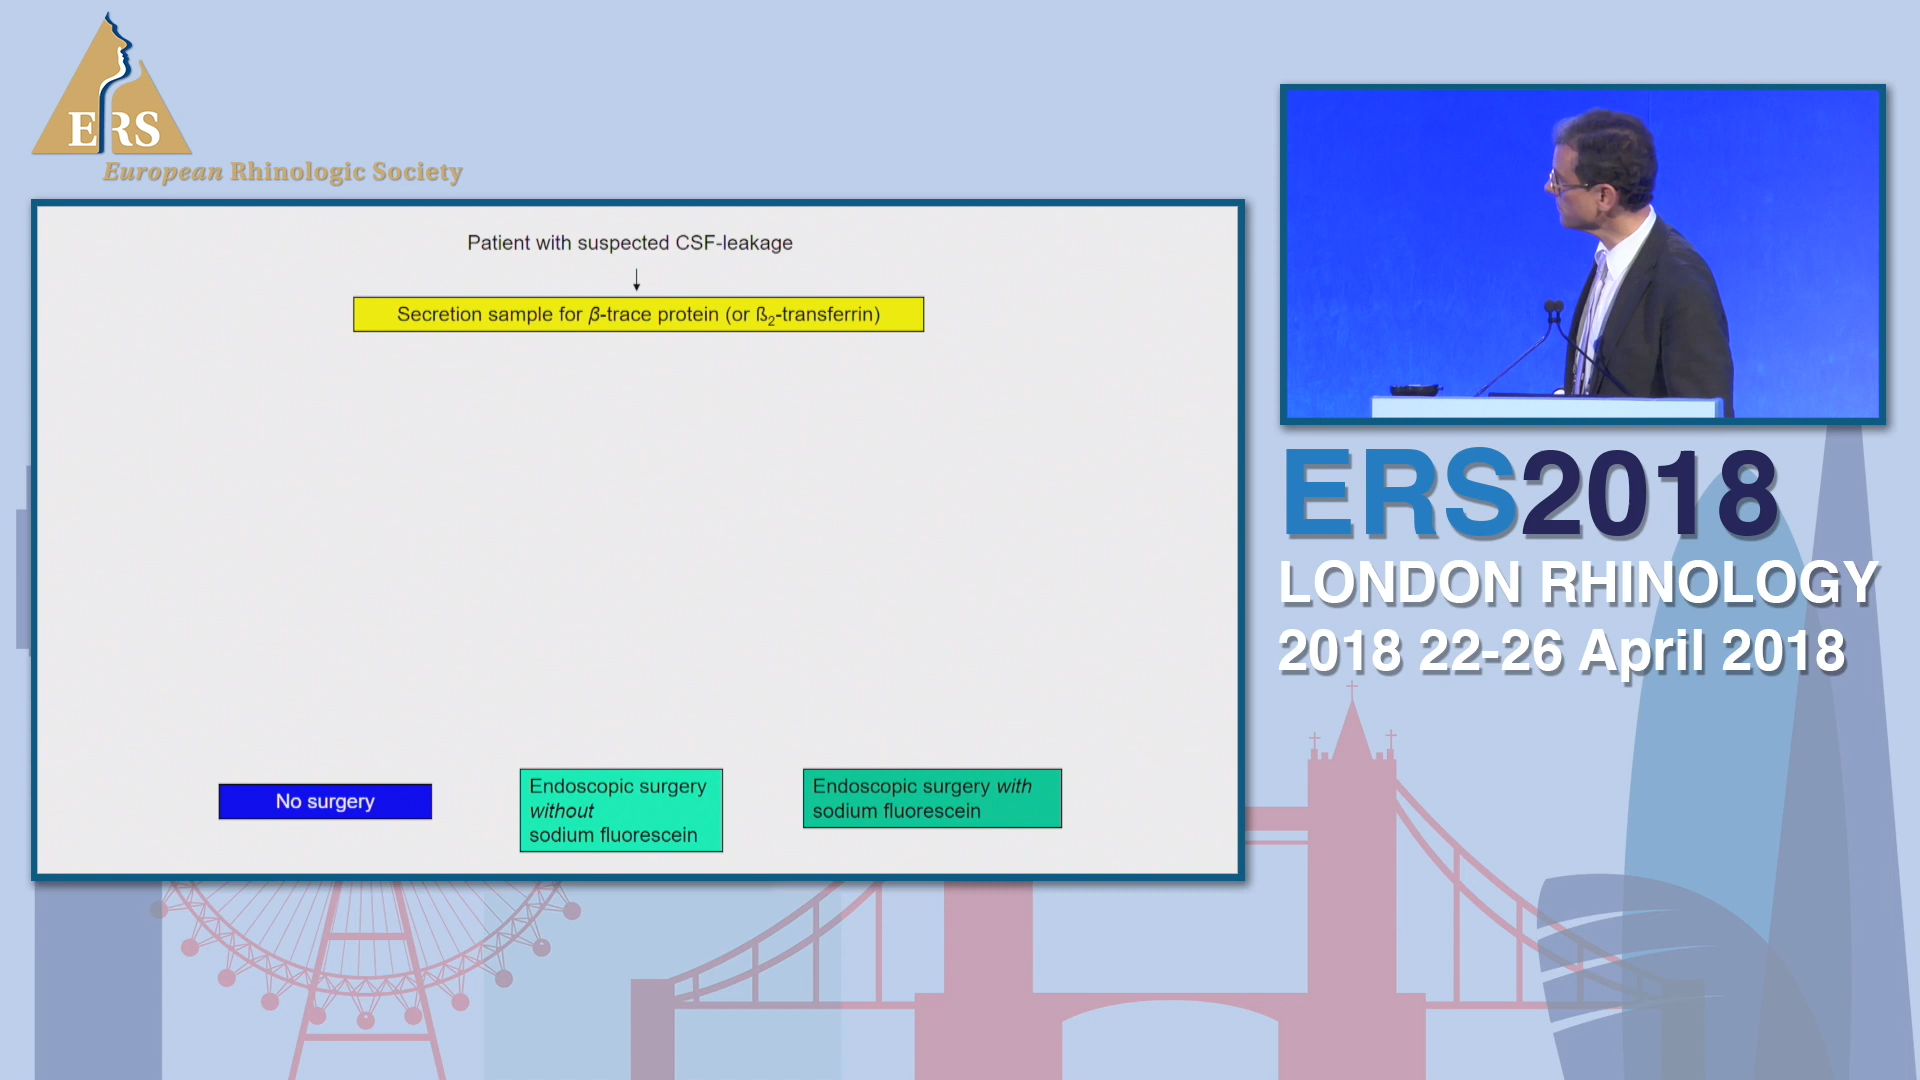 ERS
European Rhinologic Society
Patient with suspected CSF-leakage
Secretion sample for β-trace protein (or ß2-transferrin)
No surgery
Endoscopic surgery
without
sodium fluorescein
Endoscopic surgery with
sodium fluorescein
ERS2018
LONDON RHINOLOGY
2018 22-26 April 2018